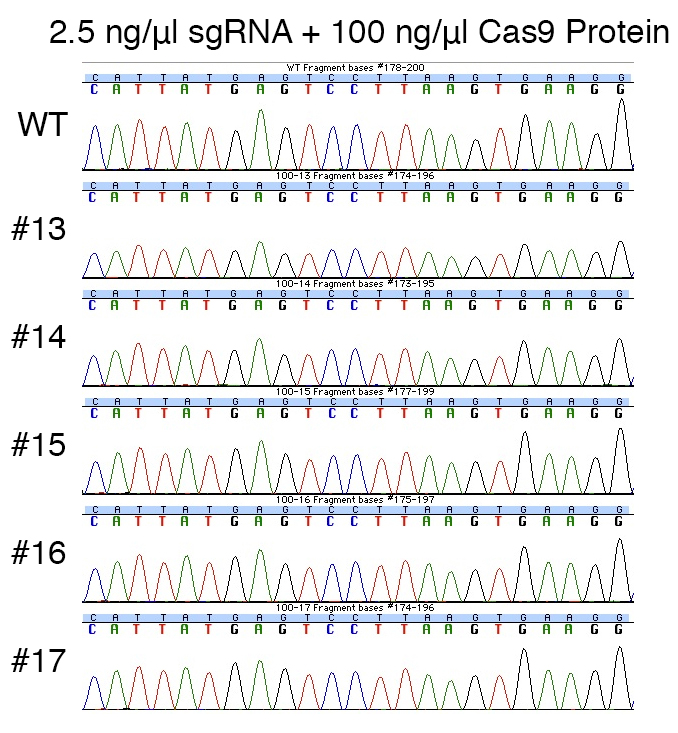 2.5 ng/µl sgRNA + 100 ng/µl Cas9 Protein
WT Fragment bases #178-200
C A T T A T G A G T C C T T A A G T G A A G G
C A T T A T G A G T C C T T A A G T G A A G G
WT
100-13 Fragment bases #174-196
C A T T A T G A G T C C T T A A G T G A A G G
C A T T A T G A G T C C T T A A G T G A A G G
#13
100-14 Fragment bases #173-195
C A T T A T G A G T C C T T A A G T G A A G G
C A T T A T G A G T C C T T A A G T G A A G G
#14
100-15 Fragment bases #177-199
C A T T A T G A G T C C T T A A G T G A A G G
C A T T A T G A G T C C T T A A G T G A A G G
#15
100-16 Fragment bases #175-197
C A T T A T G A G T C C T T A A G T G A A G G
C A T T A T G A G T C C T T A A G T G A A G G
#16
100-17 Fragment bases #174-196
C A T T A T G A G T C C T T A A G T G A A G G
C A T T A T G A G T C C T T A A G T G A A G G
#17